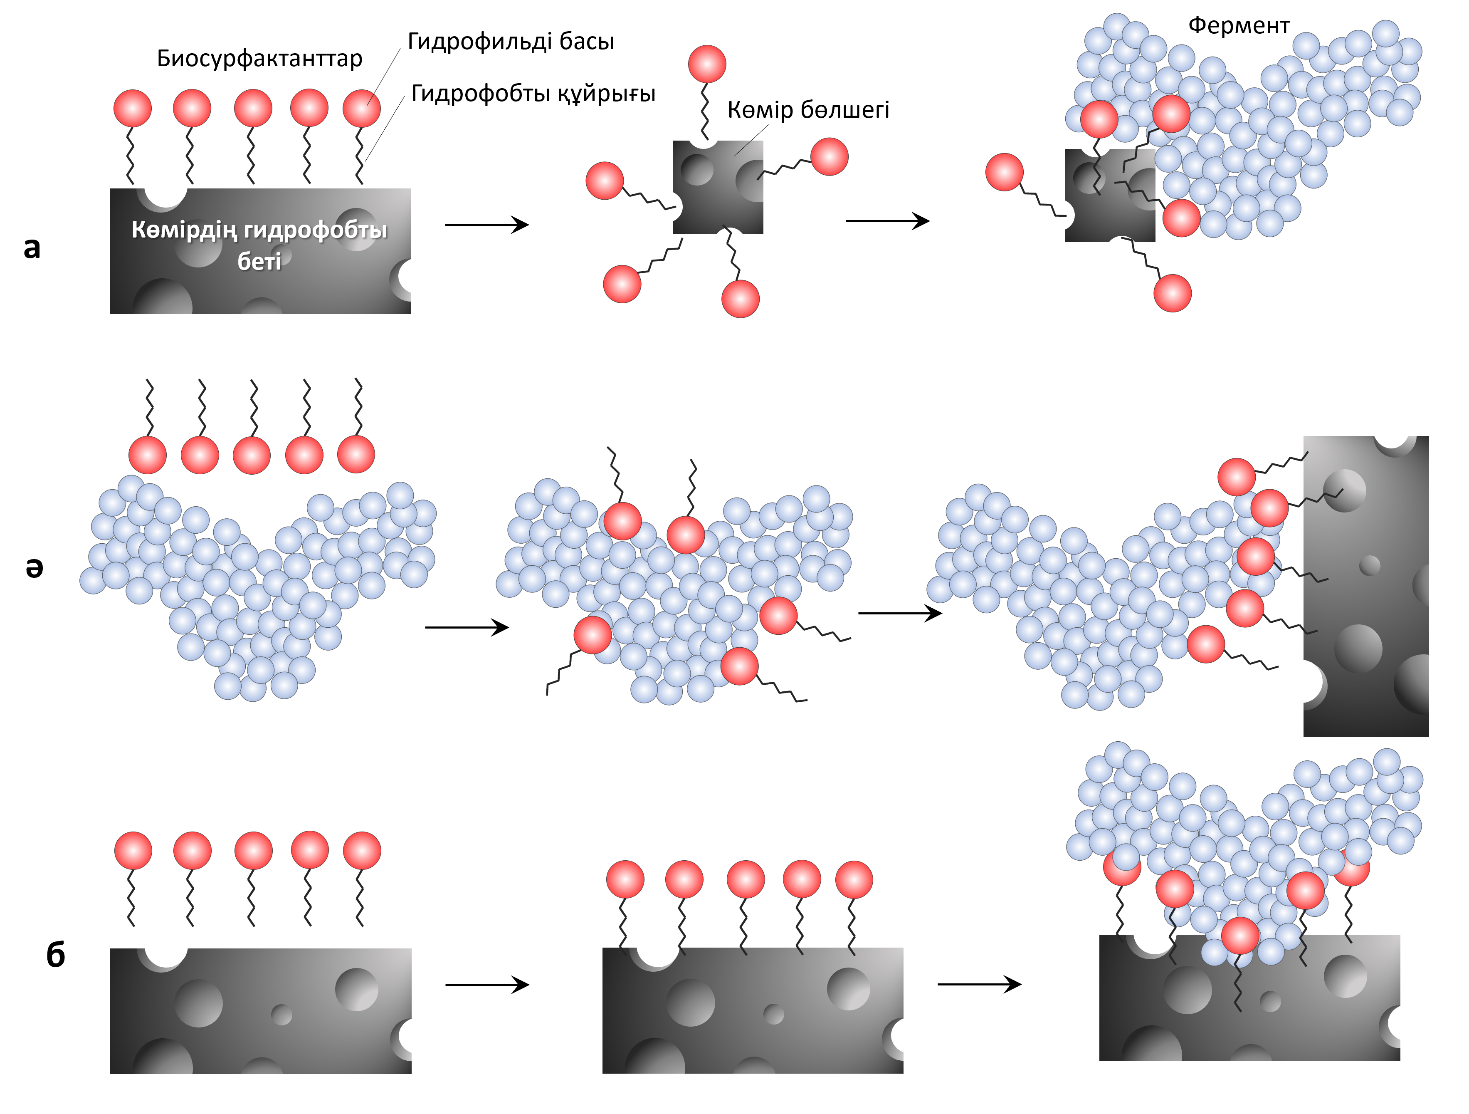 Биосурфактанттар
Гидрофильді басы
Гидрофобты құйрығы
Көмір бөлшегі
Фермент
Көмірдің гидрофобты
беті
а
ә
б